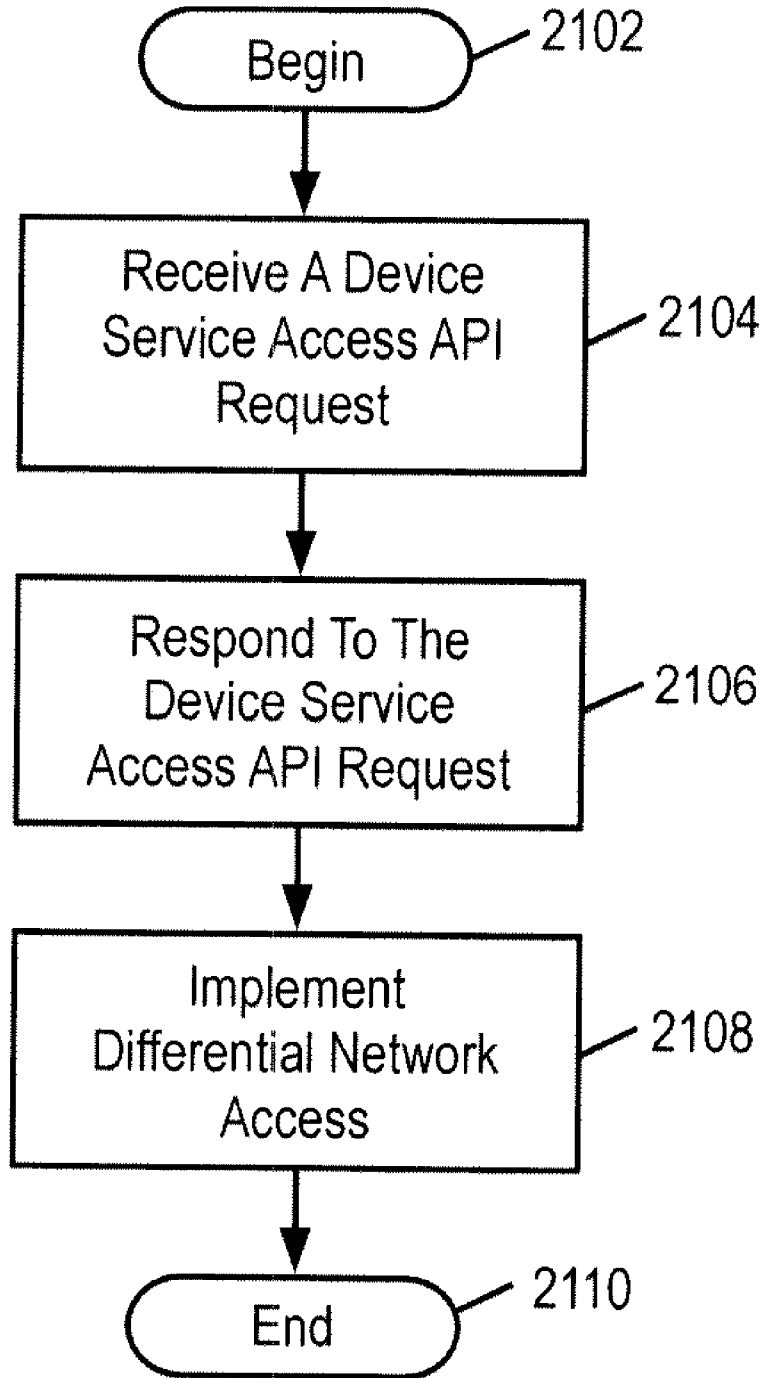 Begin
2102
Receive A Device
Service Access API
Request
2104
Respond To The
Device Service
Access API Request
2106
Implement
Differential Network
Access
2108
End
2110